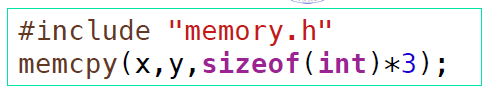 #include "memory.h"
memcpy(x,y,sizeof(int)*3);